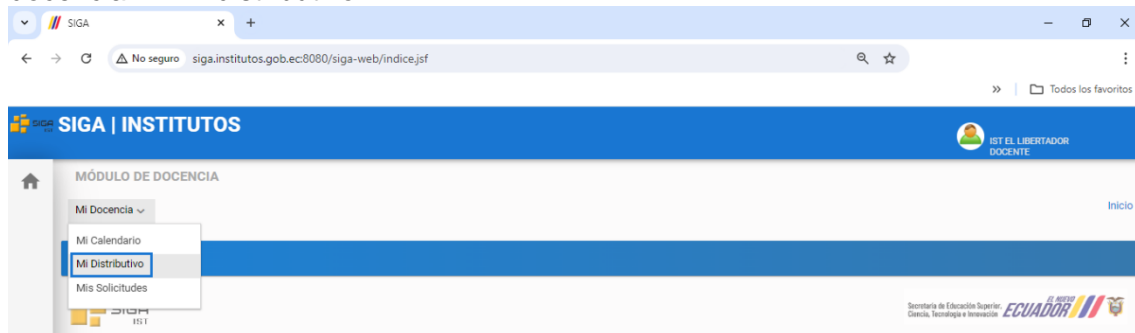 SIGA
No seguro siga.institutos.gob.ec:8080/siga-web/indice.jsf
Todos los favoritos
SIGA | INSTITUTOS
IST EL LIBERTADOR
DOCENTE
MÓDULO DE DOCENCIA
Mi Docencia
Inicio
Mi Calendario
Mi Distributivo
Mis Solicitudes
SIGA
IST
Secretaría de Educación Superior,
Ciencia, Tecnología e Innovación
EL NUEVO
ECUADOR